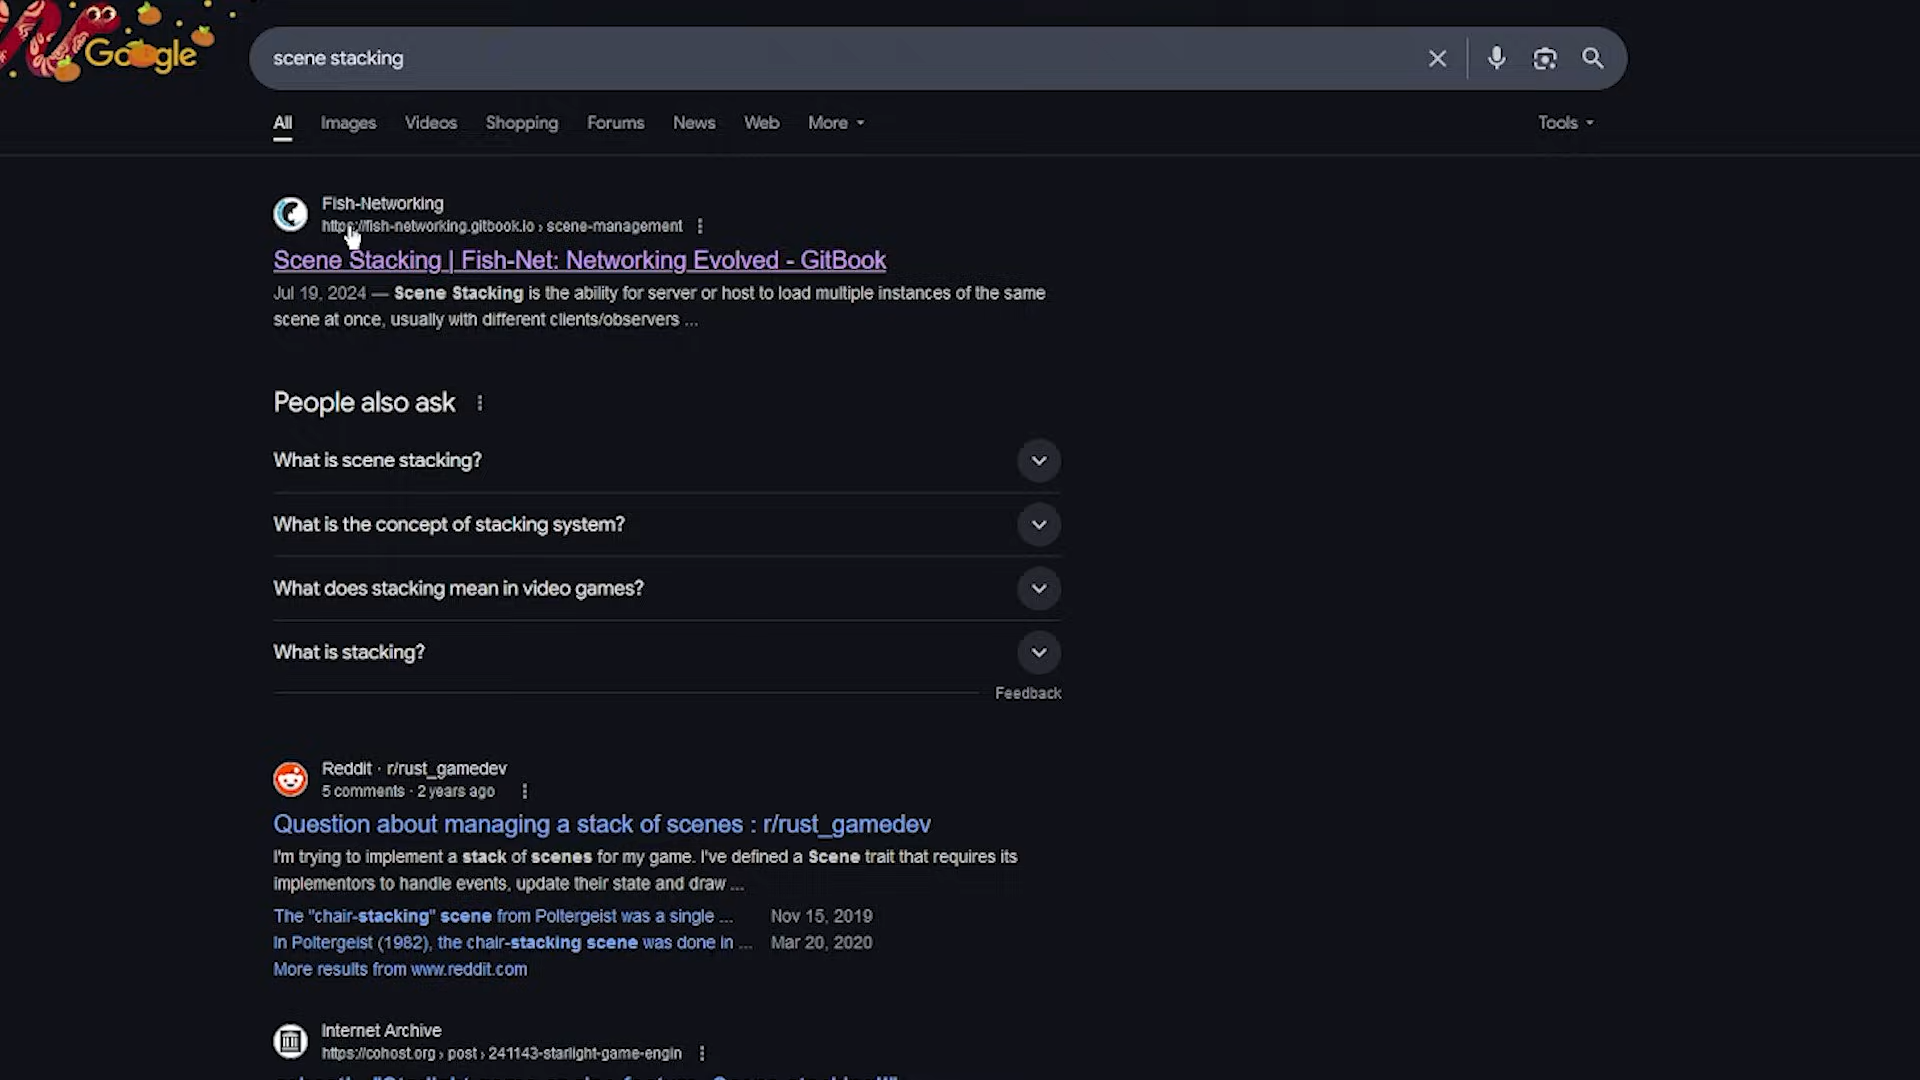 Google
scene stacking
All Images Videos Shopping Forums News Web More Tools
Fish-Networking
https://fish-networking.gitbook.io › scene-management
Scene Stacking | Fish-Net: Networking Evolved - GitBook
Jul 19, 2024 — Scene Stacking is the ability for server or host to load multiple instances of the same
scene at once, usually with different clients/observers ...
People also ask
What is scene stacking?
What is the concept of stacking system?
What does stacking mean in video games?
What is stacking?
Feedback
Reddit · r/rust_gamedev
5 comments · 2 years ago
Question about managing a stack of scenes : r/rust_gamedev
I'm trying to implement a stack of scenes for my game. I've defined a Scene trait that requires its
implementors to handle events, update their state and draw ...
The "chair-stacking" scene from Poltergeist was a single ... Nov 15, 2019
In Poltergeist (1982), the chair-stacking scene was done in ... Mar 20, 2020
More results from www.reddit.com
Internet Archive
https://cohost.org › post › 241143-starlight-game-engin